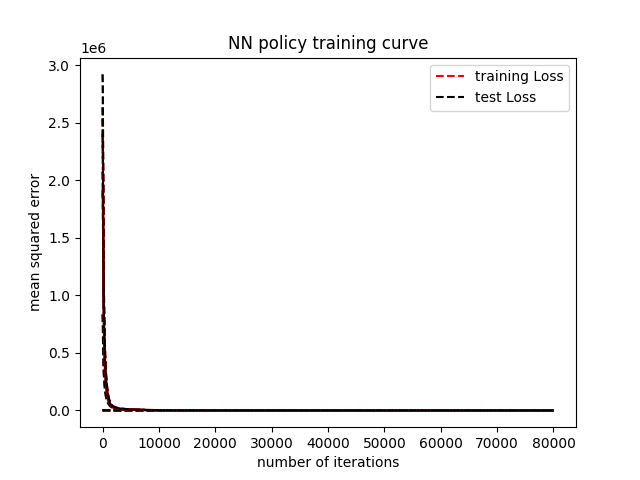 NN policy training curve
1e6
training Loss
test Loss
3.0
2.5
2.0
1.5
1.0
0.5
0.0
mean squared error
0 10000 20000 30000 40000 50000 60000 70000 80000
number of iterations